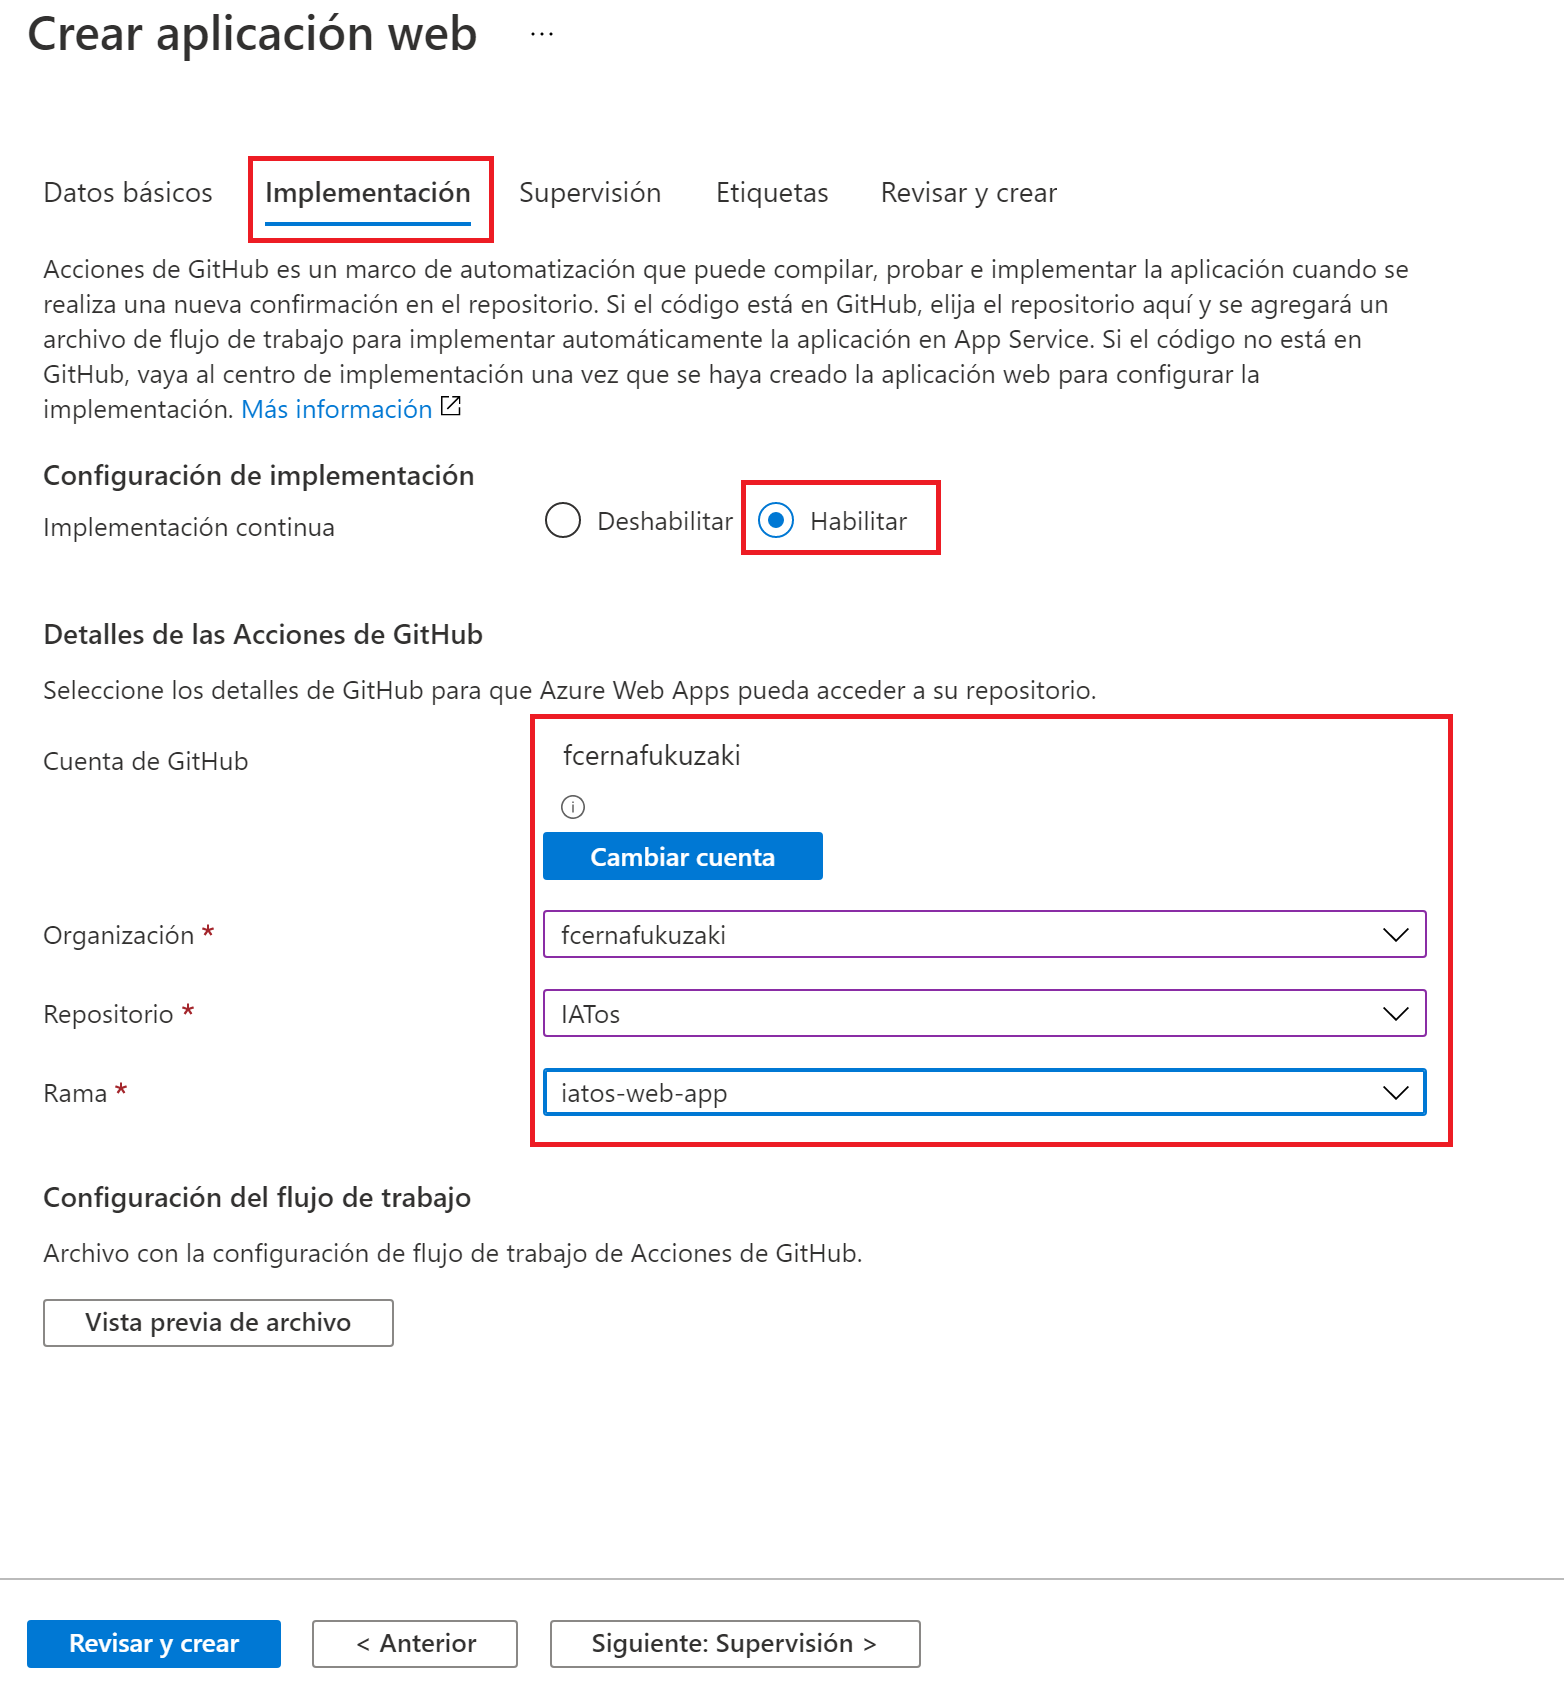 Crear aplicación web ...
Datos básicos Implementación Supervisión Etiquetas Revisar y crear
Acciones de GitHub es un marco de automatización que puede compilar, probar e implementar la aplicación cuando se
realiza una nueva confirmación en el repositorio. Si el código está en GitHub, elija el repositorio aquí y se agregará un
archivo de flujo de trabajo para implementar automáticamente la aplicación en App Service. Si el código no está en
GitHub, vaya al centro de implementación una vez que se haya creado la aplicación web para configurar la
implementación. Más información
Configuración de implementación
Implementación continua Deshabilitar Habilitar
Detalles de las Acciones de GitHub
Seleccione los detalles de GitHub para que Azure Web Apps pueda acceder a su repositorio.
Cuenta de GitHub fcernafukuzaki
Cambiar cuenta
Organización * fcernafukuzaki
Repositorio * IATos
Rama * iatos-web-app
Configuración del flujo de trabajo
Archivo con la configuración de flujo de trabajo de Acciones de GitHub.
Vista previa de archivo
Revisar y crear < Anterior Siguiente: Supervisión >